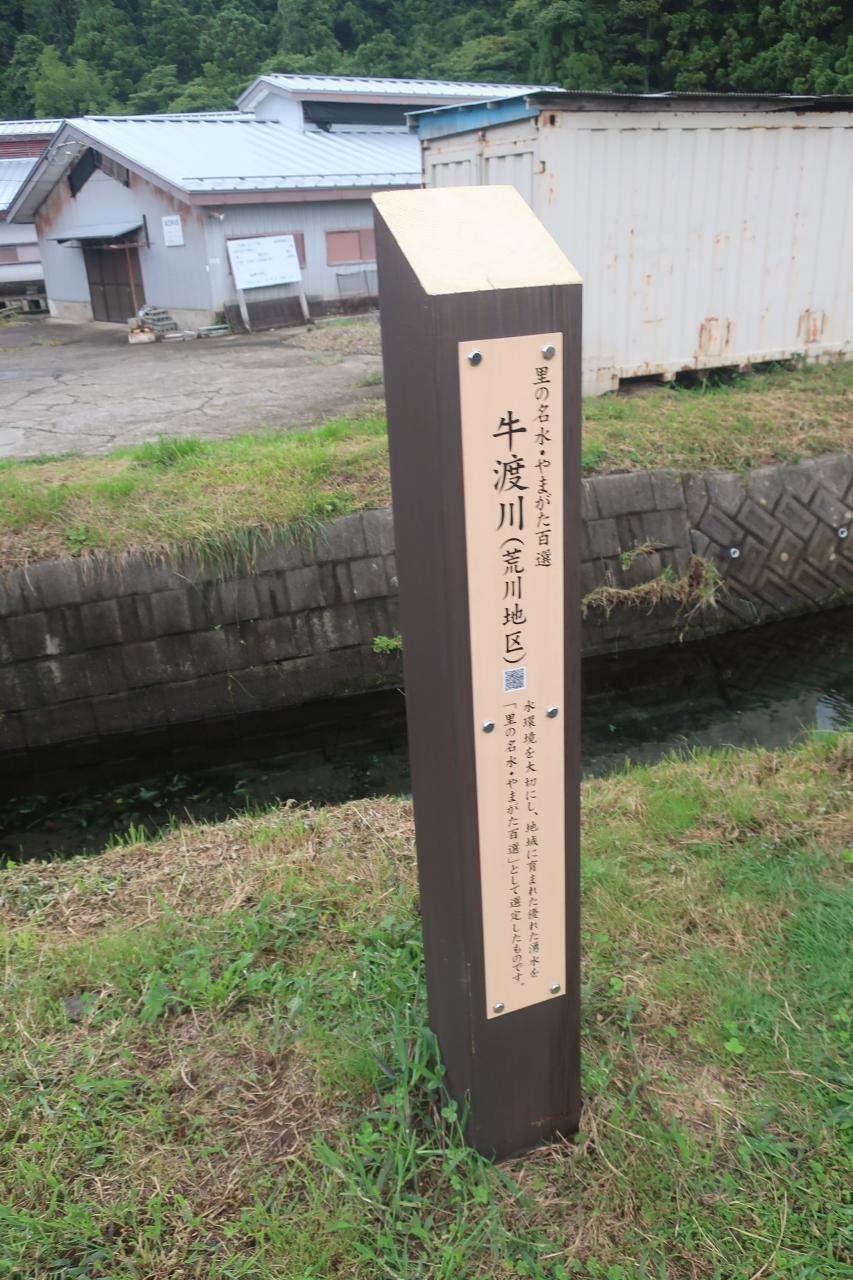 里の名水・やまがた百選
牛渡川(荒川地区)
水環境を大切にし、地域に育まれた優れた湧水を
「里の名水・やまがた百選」として選定したものです。